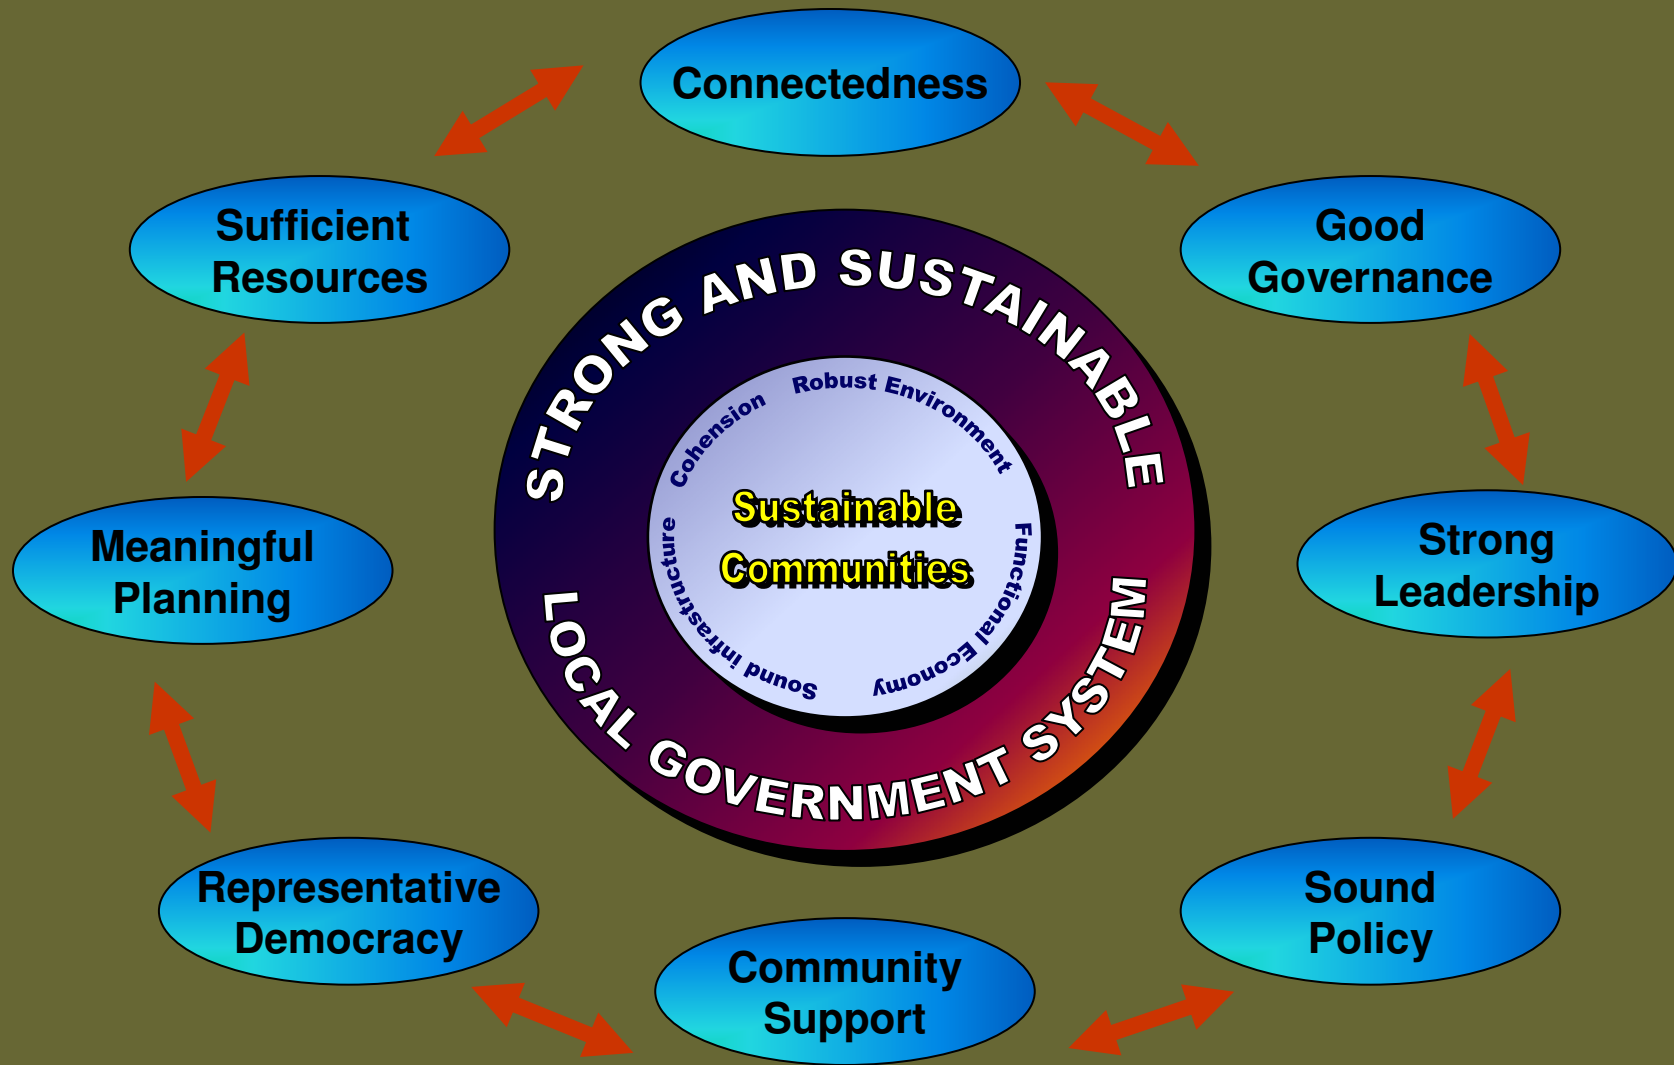 Connectedness
Sufficient
Resources
Good
Governance
STRONG AND SUSTAINABLE
Cohension
Robust Environment
Sustainable
Communities
Sound infrastructure
Functional Economy
LOCAL GOVERNMENT SYSTEM
Meaningful
Planning
Strong
Leadership
Representative
Democracy
Sound
Policy
Community
Support